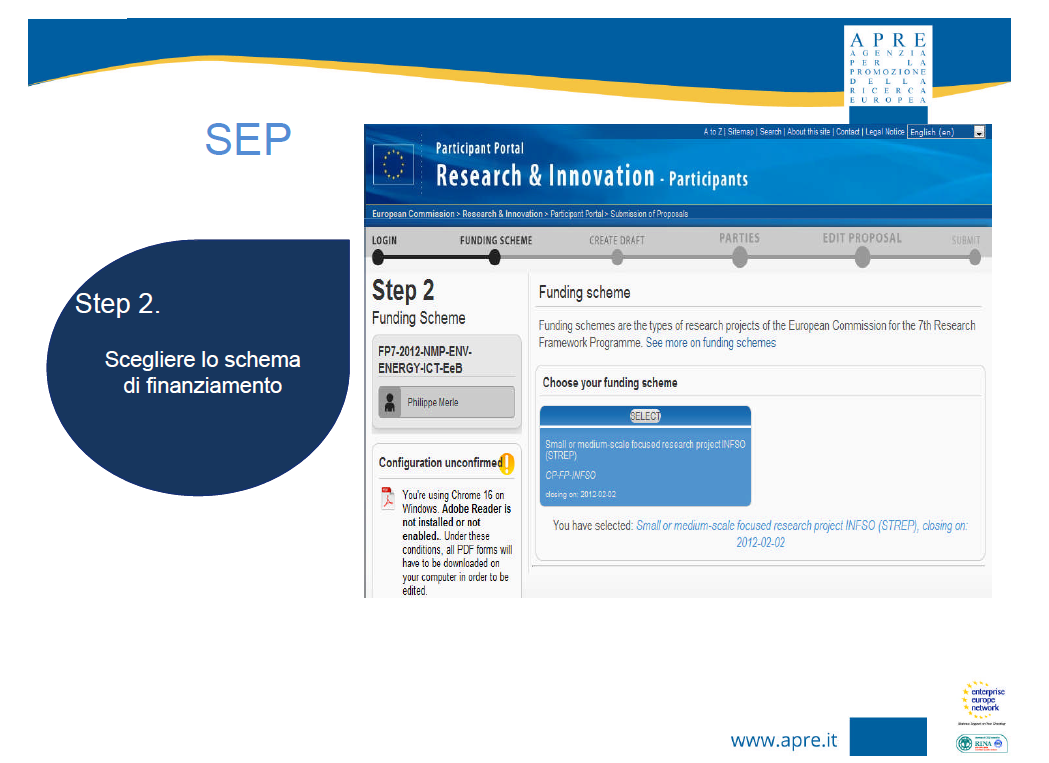 A P R E
A G E N Z I A
P E R L A
P R O M O Z I O N E
D E L L A
R I C E R C A
E U R O P E A
SEP
A to Z | Sitemap | Search | About this site | Contact | Legal Notice English (en)
Participant Portal
Research & Innovation - Participants
European Commission > Research & Innovation > Participant Portal > Submission of Proposals
LOGIN FUNDING SCHEME CREATE DRAFT PARTIES EDIT PROPOSAL SUBMIT
Step 2.
Scegliere lo schema
di finanziamento
Step 2
Funding Scheme
FP7-2012-NMP-ENV-
ENERGY-ICT-EeB
Philippe Merle
Configuration unconfirmed
You're using Chrome 16 on
Windows. Adobe Reader is
not installed or not
enabled.. Under these
conditions, all PDF forms will
have to be downloaded on
your computer in order to be
edited.
Funding scheme
Funding schemes are the types of research projects of the European Commission for the 7th Research
Framework Programme. See more on funding schemes
Choose your funding scheme
SELECT
Small or medium-scale focused research project INFSO
(STREP)
CP-FP-INFSO
closing on: 2012-02-02
You have selected: Small or medium-scale focused research project INFSO (STREP), closing on:
2012-02-02
enterprise
europe
network
www.apre.it
RINA